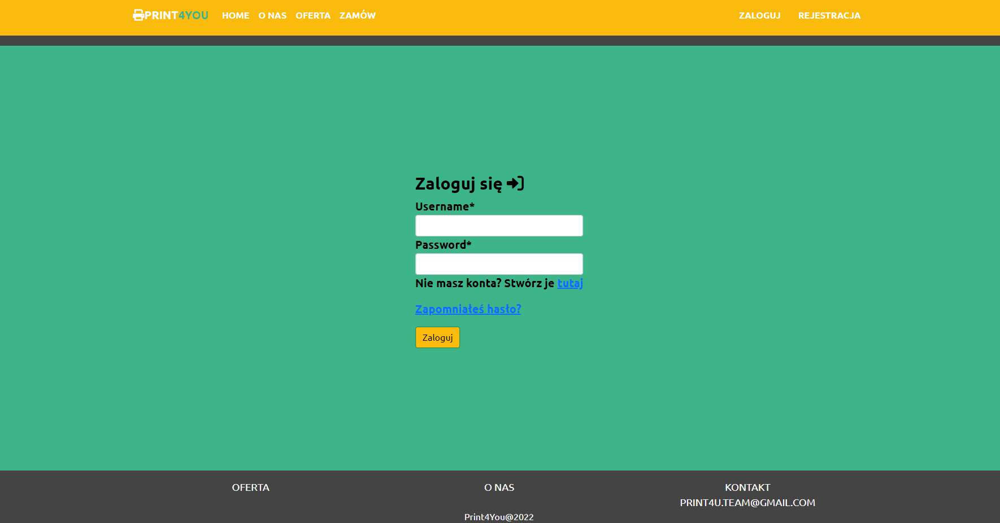 PRINT4YOU HOME O NAS OFERTA ZAMÓW ZALOGUJ REJESTRACJA
Zaloguj się
Username*
Password*
Nie masz konta? Stwórz je tutaj
Zapomniałeś hasło?
Zaloguj
OFERTA O NAS KONTAKT
PRINT4U.TEAM@GMAIL.COM
Print4You@2022